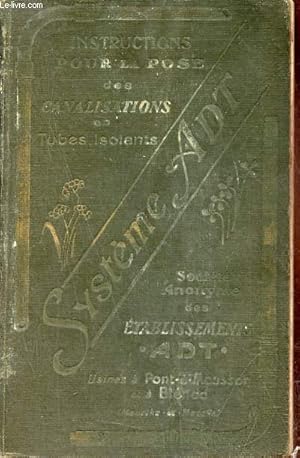 INSTRUCTIONS
POUR LA POSE
des
CANALISATIONS
en
Tubes Isolants
Système ADT
Société
Anonyme
des
ÉTABLISSEMENTS
ADT
Usines à Pont-à-Mousson
et à Blénod
(Meurthe-et-Moselle)